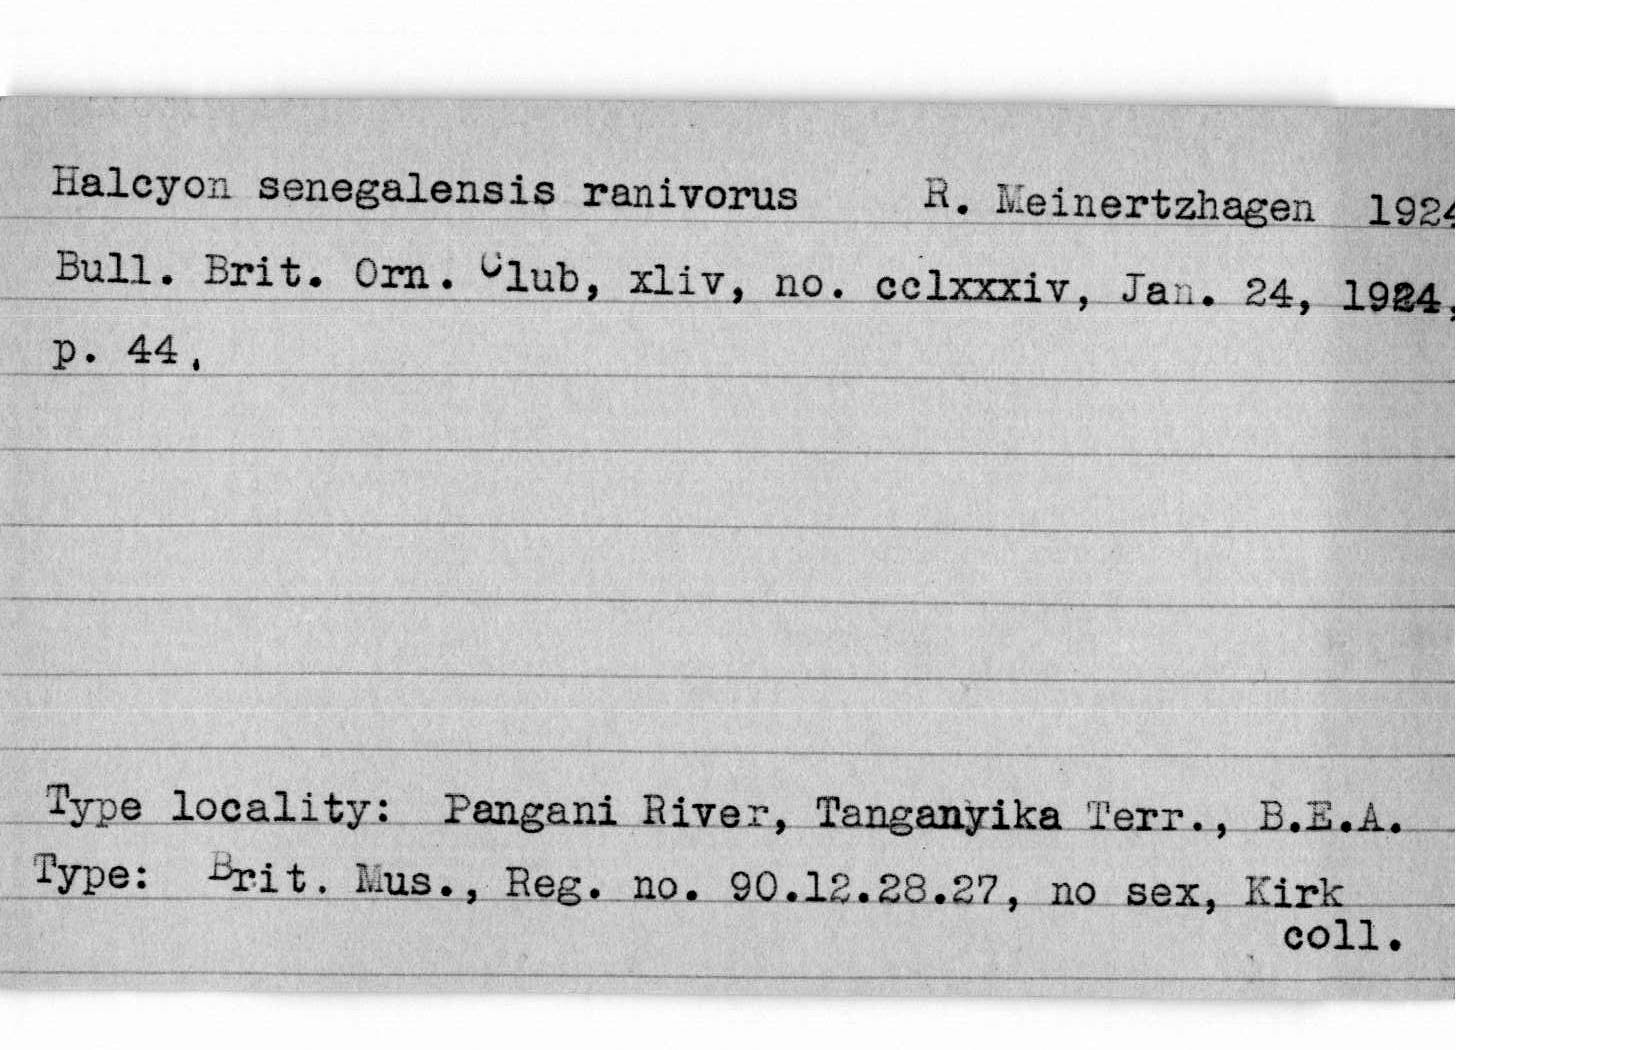 Halcyon senegalensis ranivorus R. Meinertzhagen 1924
Bull. Brit. Orn. Club, xliv, no. cclxxxiv, Jan. 24, 1924,
p. 44.
Type locality: Pangani River, Tanganyika Terr., B.E.A.
Type: Brit. Mus., Reg. no. 90.12.28.27, no sex, Kirk
coll.